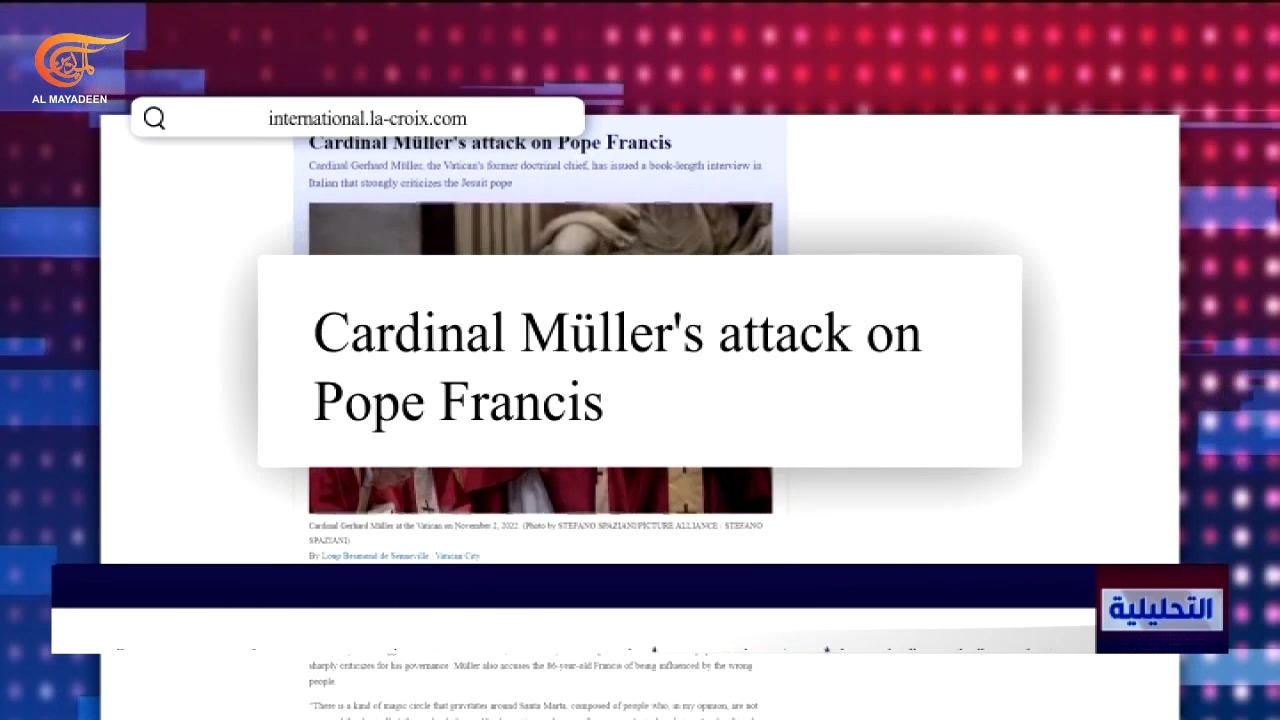 AL MAYADEEN
international.la-croix.com
Cardinal Müller's attack on Pope Francis
Cardinal Gerhard Müller, the Vatican's former doctrinal chief, has issued a book-length interview in
Italian that strongly criticizes the Jesuit pope
Cardinal Müller's attack on
Pope Francis
Cardinal Gerhard Müller at the Vatican on November 2, 2022. (Photo by STEFANO SPAZIANI/PICTURE ALLIANCE / STEFANO
SPAZIANI)
By Loup Besmond de Senneville | Vatican City
التحليلية
sharply criticizes for his governance. Müller also accuses the 86-year-old Francis of being influenced by the wrong
people.
"There is a kind of magic circle that gravitates around Santa Marta, composed of people who, in my opinion, are not